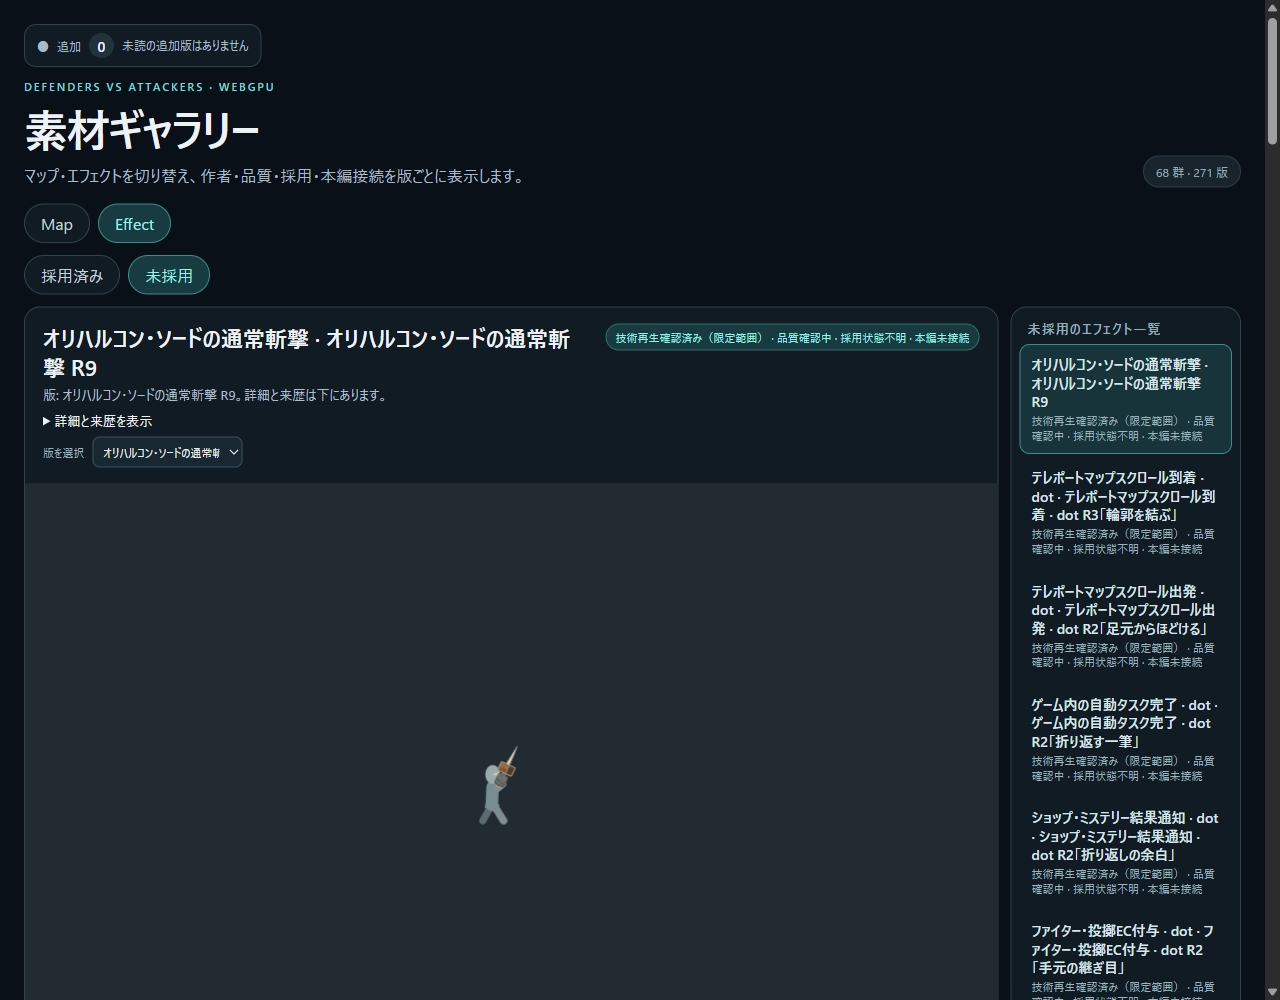 追加 0 未読の追加版はありません
DEFENDERS VS ATTACKERS · WEBGPU
素材ギャラリー
マップ・エフェクトを切り替え、作者・品質・採用・本編接続を版ごとに表示します。
68 群 · 271 版
Map Effect
採用済み 未採用
オリハルコン・ソードの通常斬撃 · オリハルコン・ソードの通常斬
撃 R9
技術再生確認済み（限定範囲） · 品質確認中 · 採用状態不明 · 本編未接続
版: オリハルコン・ソードの通常斬撃 R9。詳細と来歴は下にあります。
▶ 詳細と来歴を表示
版を選択 オリハルコン・ソードの通常斬
未採用のエフェクト一覧
オリハルコン・ソードの通常斬撃 ·
オリハルコン・ソードの通常斬撃
R9
技術再生確認済み（限定範囲） · 品質
確認中 · 採用状態不明 · 本編未接続
テレポートマップスクロール到着 ·
dot · テレポートマップスクロール到
着 · dot R3「輪郭を結ぶ」
技術再生確認済み（限定範囲） · 品質
確認中 · 採用状態不明 · 本編未接続
テレポートマップスクロール出発 ·
dot · テレポートマップスクロール出
発 · dot R2「足元からほどける」
技術再生確認済み（限定範囲） · 品質
確認中 · 採用状態不明 · 本編未接続
ゲーム内の自動タスク完了 · dot ·
ゲーム内の自動タスク完了 · dot
R2「折り返す一筆」
技術再生確認済み（限定範囲） · 品質
確認中 · 採用状態不明 · 本編未接続
ショップ・ミステリー結果通知 · dot
· ショップ・ミステリー結果通知 ·
dot R2「折り返しの余白」
技術再生確認済み（限定範囲） · 品質
確認中 · 採用状態不明 · 本編未接続
ファイター・投擲EC付与 · dot · フ
ァイター・投擲EC付与 · dot R2
「手元の継ぎ目」
技術再生確認済み（限定範囲） · 品質